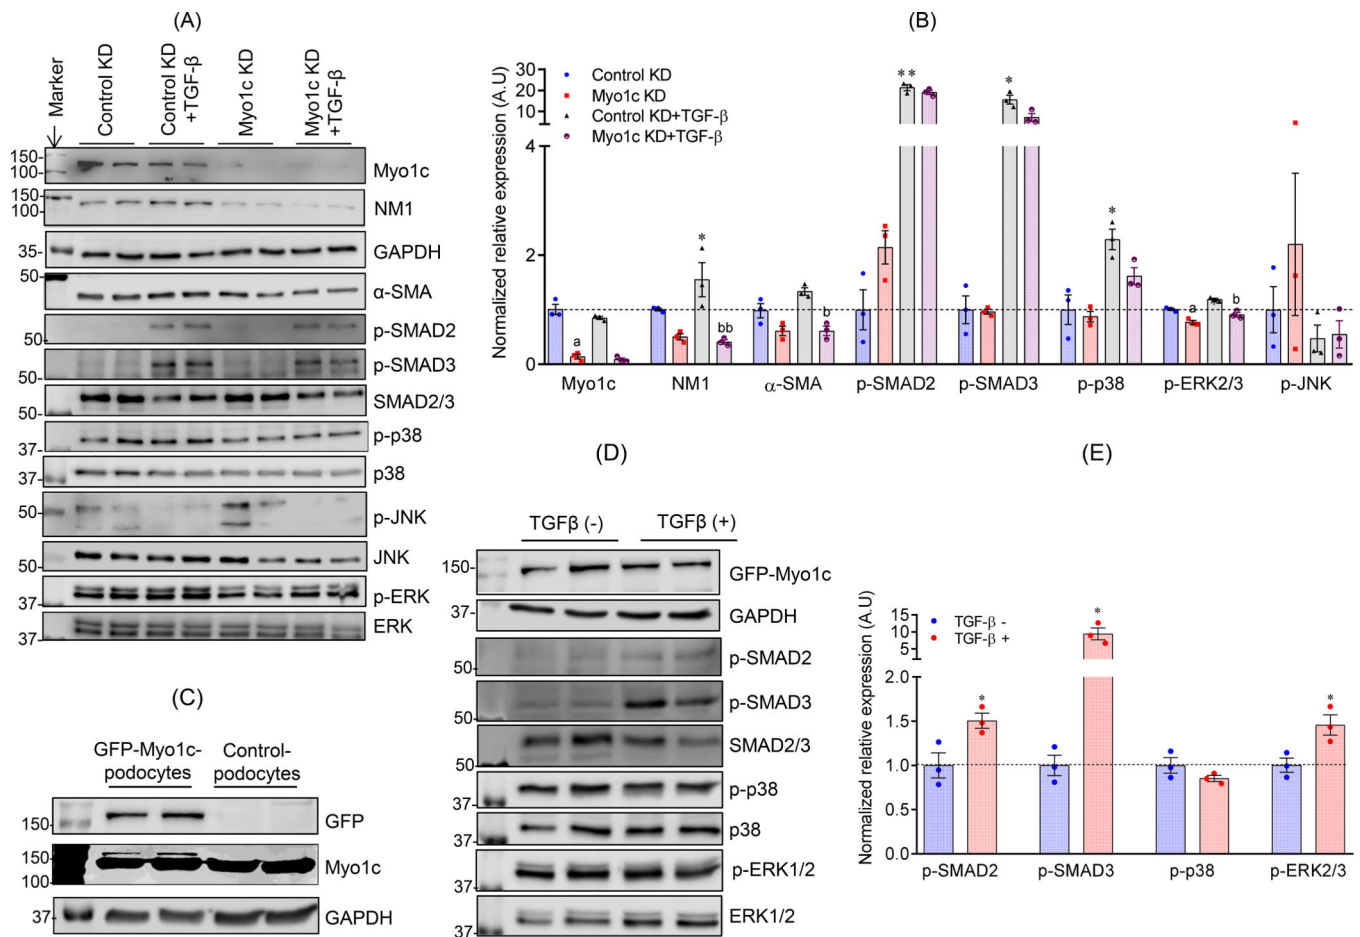 (A)
Marker
Control KD
Control KD
+TGF-β
Myo1c KD
Myo1c KD
+TGF-β
150-
100-
Myo1c
150-
100-
NM1
35-
GAPDH
50-
α-SMA
50-
p-SMAD2
50-
p-SMAD3
50-
SMAD2/3
37-
p-p38
37-
p38
50-
p-JNK
50-
JNK
37-
p-ERK
37-
ERK
(B)
Normalized relative expression (A.U)
30
20
10
4
2
0
Control KD
Myo1c KD
Control KD+TGF-β
Myo1c KD+TGF-β
a
*
bb
b
**
*
*
a
b
Myo1c
NM1
α-SMA
p-SMAD2
p-SMAD3
p-p38
p-ERK2/3
p-JNK
(C)
GFP-Myo1c-
podocytes
Control-
podocytes
150-
GFP
150-
100-
Myo1c
37-
GAPDH
(D)
TGFβ (-)
TGFβ (+)
150-
GFP-Myo1c
37-
GAPDH
50-
p-SMAD2
50-
p-SMAD3
50-
SMAD2/3
37-
p-p38
37-
p38
37-
p-ERK1/2
37-
ERK1/2
(E)
Normalized relative expression (A.U)
15
10
5
2.0
1.5
1.0
0.5
0.0
TGF-β -
TGF-β +
*
*
*
p-SMAD2
p-SMAD3
p-p38
p-ERK2/3